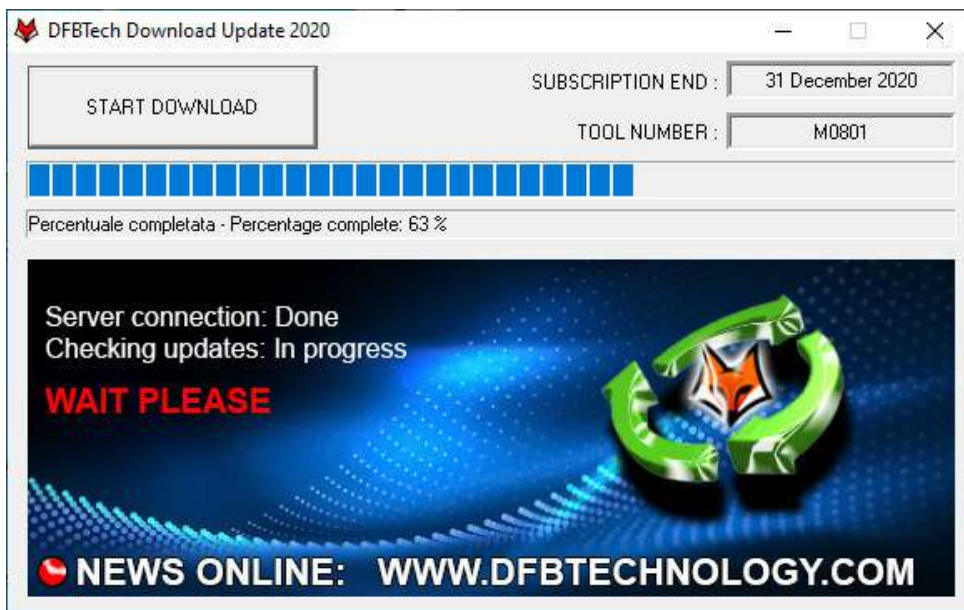 DFBTech Download Update 2020
START DOWNLOAD
SUBSCRIPTION END : 31 December 2020
TOOL NUMBER : M0801
Percentuale completata - Percentage complete: 63 %
Server connection: Done
Checking updates: In progress
WAIT PLEASE
NEWS ONLINE: WWW.DFBTECHNOLOGY.COM